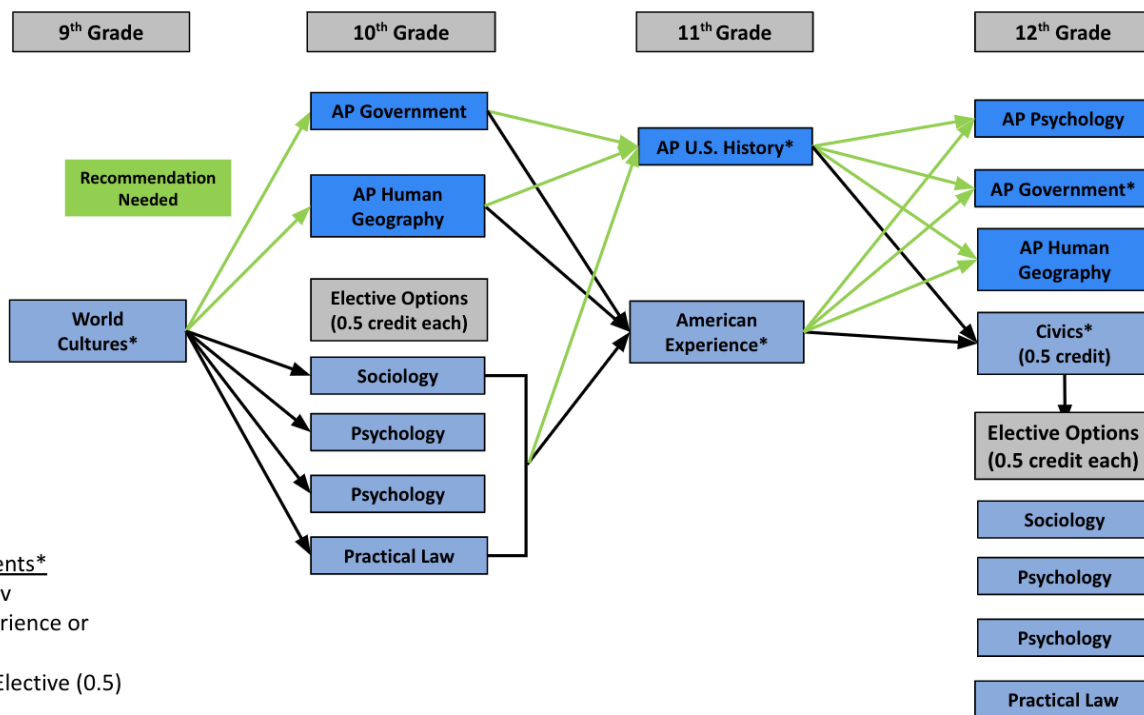 9th Grade
10th Grade
11th Grade
12th Grade
Recommendation
Needed
World
Cultures*
AP Government
AP Human
Geography
Elective Options
(0.5 credit each)
Sociology
Psychology
Psychology
Practical Law
AP U.S. History*
American
Experience*
AP Psychology
AP Government*
AP Human
Geography
Civics*
(0.5 credit)
Elective Options
(0.5 credit each)
Sociology
Psychology
Psychology
Practical Law
ents*
v
rience or
Elective (0.5)